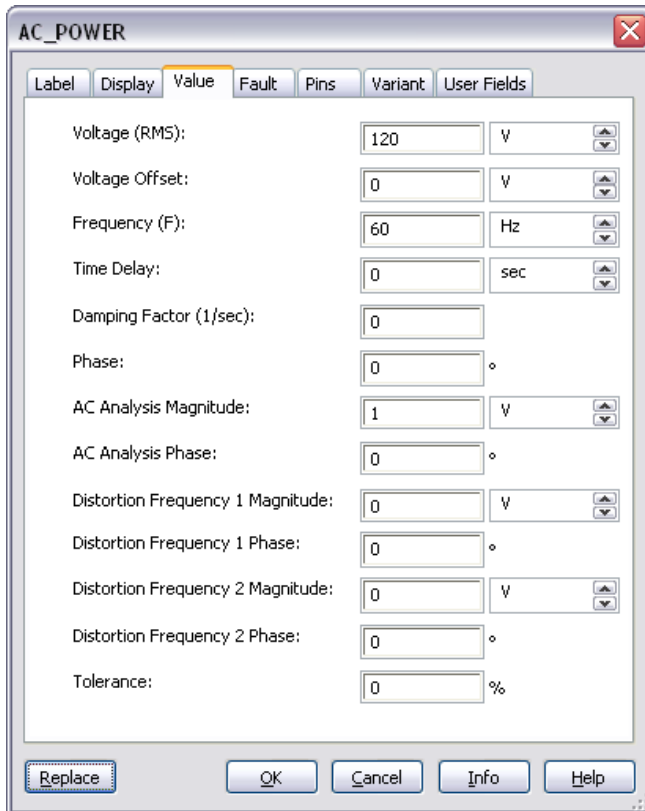 AC_POWER
Label Display Value Fault Pins Variant User Fields
Voltage (RMS): 120 V
Voltage Offset: 0 V
Frequency (F): 60 Hz
Time Delay: 0 sec
Damping Factor (1/sec): 0
Phase: 0 °
AC Analysis Magnitude: 1 V
AC Analysis Phase: 0 °
Distortion Frequency 1 Magnitude: 0 V
Distortion Frequency 1 Phase: 0 °
Distortion Frequency 2 Magnitude: 0 V
Distortion Frequency 2 Phase: 0 °
Tolerance: 0 %
Replace OK Cancel Info Help